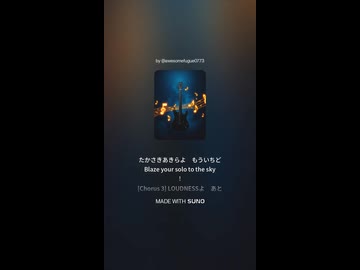 by @awesomefugue0773
たかさきあきらよ　もういちど
Blaze your solo to the sky
!
[Chorus 3] LOUDNESSよ　あと
MADE WITH SUNO